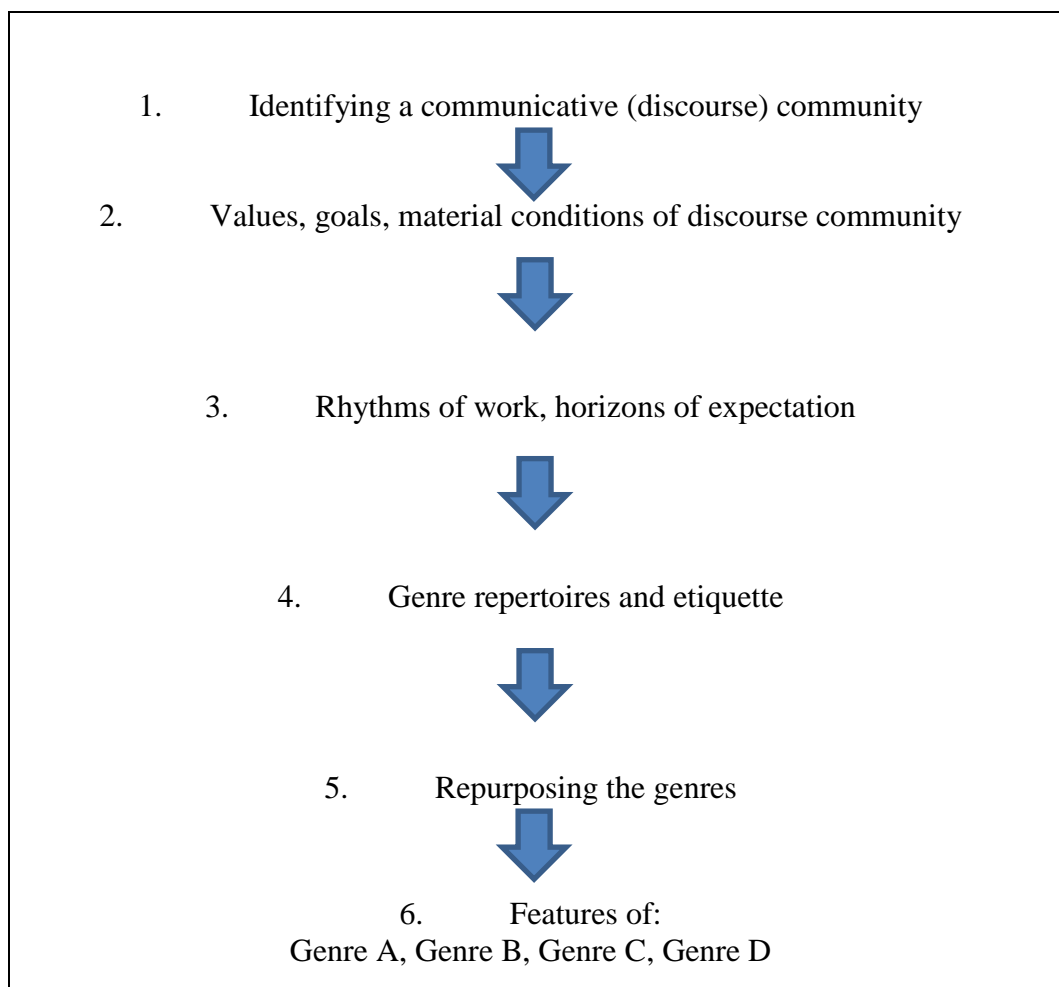 1. Identifying a communicative (discourse) community
2. Values, goals, material conditions of discourse community
3. Rhythms of work, horizons of expectation
4. Genre repertoires and etiquette
5. Repurposing the genres
6. Features of:
Genre A, Genre B, Genre C, Genre D